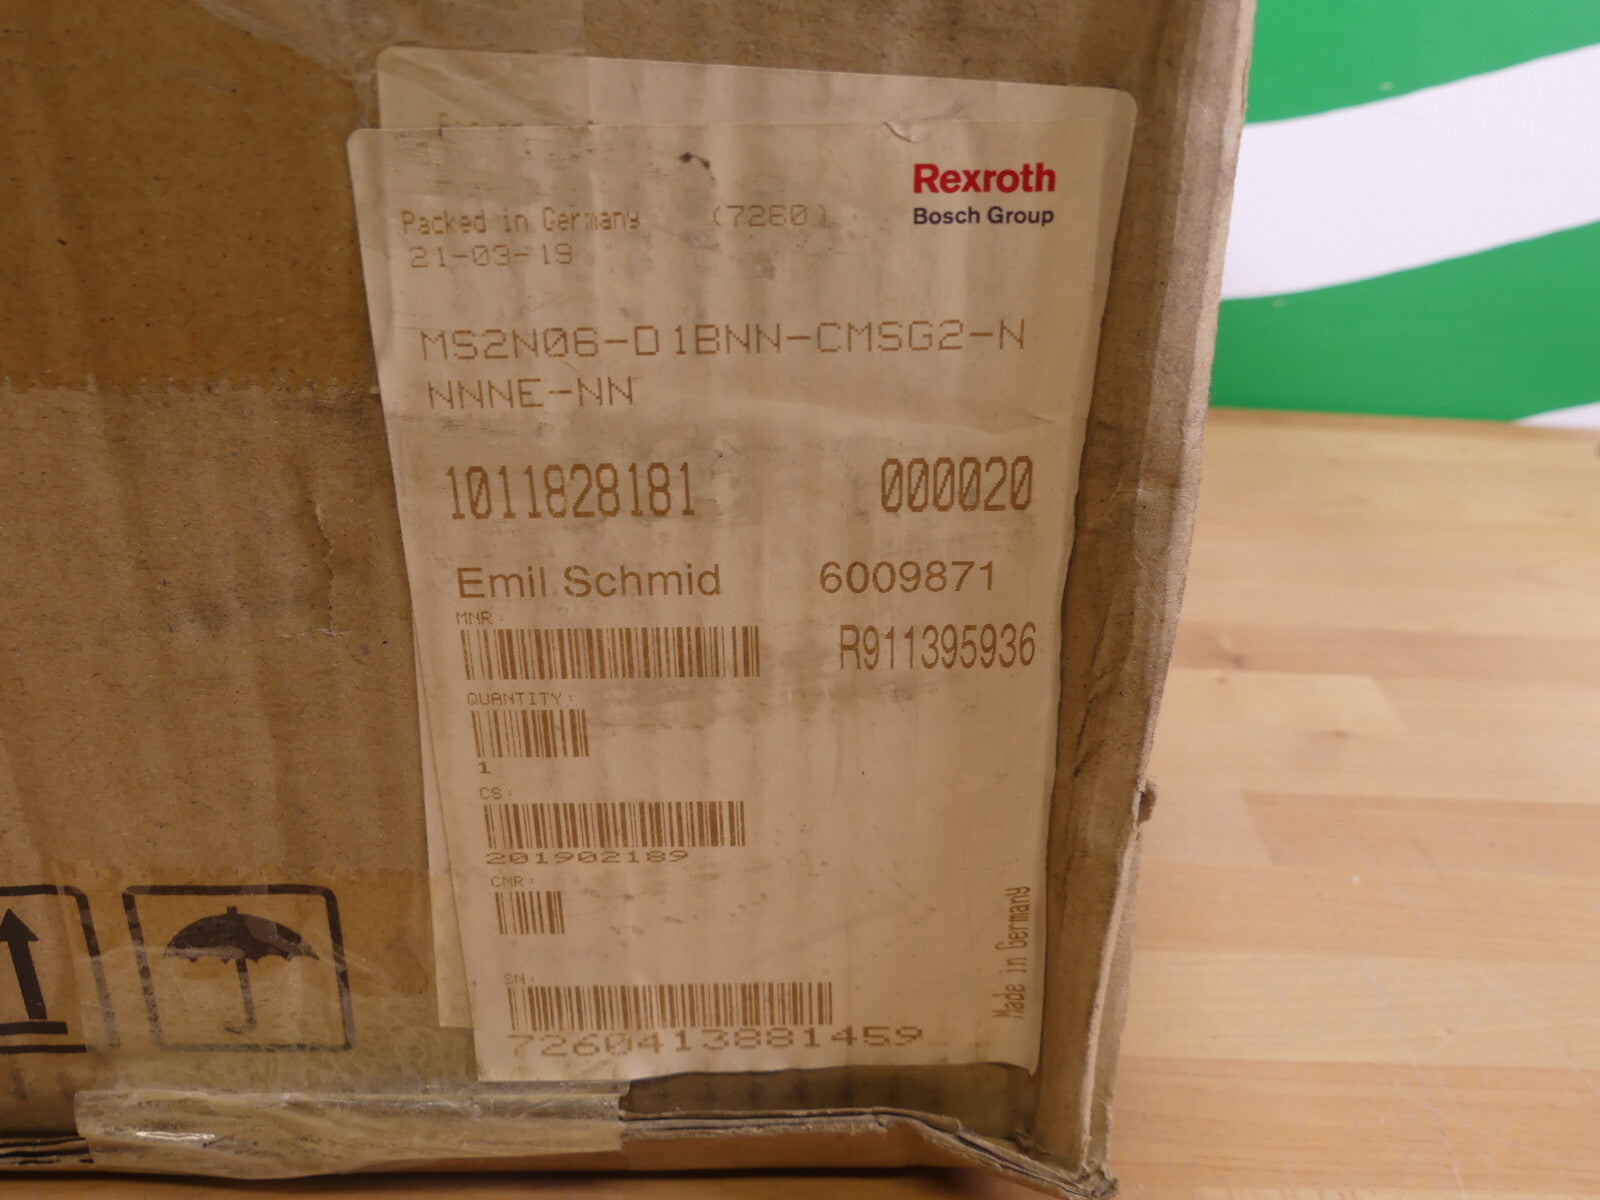 Rexroth
Bosch Group
Packed in Germany (7260)
21-03-19
MS2N06-D1BNN-CMSG2-N
NNNE-NN
1011828181 000020
Emil Schmid 6009871
MNR:
R911395936
QUANTITY:
1
CS:
201902189
CNR:
SN:
7260413881459
Made in Germany